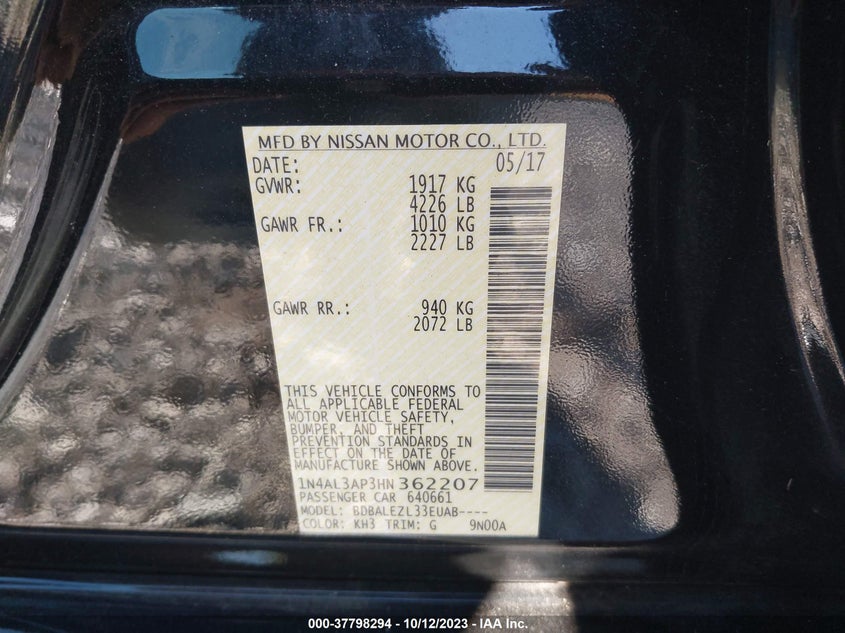 MFD BY NISSAN MOTOR CO., LTD.
DATE: 05/17
GVWR: 1917 KG
4226 LB
GAWR FR.: 1010 KG
2227 LB
GAWR RR.: 940 KG
2072 LB
THIS VEHICLE CONFORMS TO
ALL APPLICABLE FEDERAL
MOTOR VEHICLE SAFETY,
BUMPER, AND THEFT
PREVENTION STANDARDS IN
EFFECT ON THE DATE OF
MANUFACTURE SHOWN ABOVE.
1N4AL3AP3HN 362207
PASSENGER CAR 640661
MODEL: BDBALEZL33EUAB----
COLOR: KH3 TRIM: G 9N00A
000-37798294 - 10/12/2023 - IAA Inc.